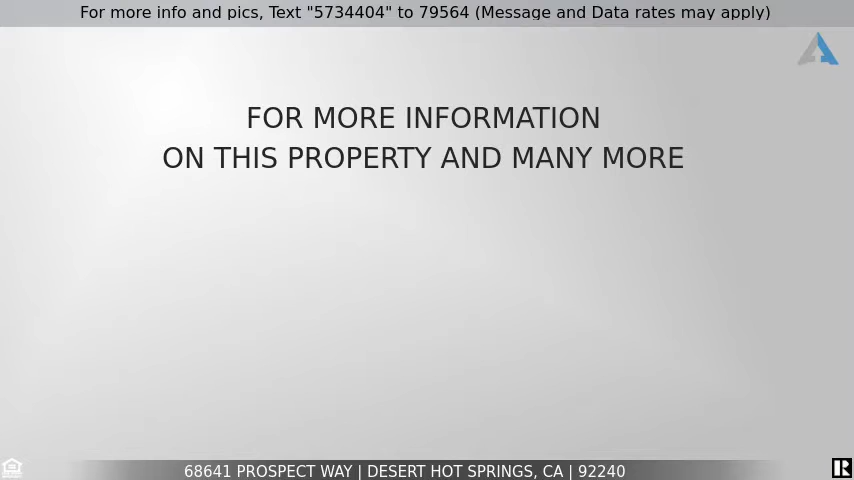 For more info and pics, Text "5734404" to 79564 (Message and Data rates may apply)
FOR MORE INFORMATION
ON THIS PROPERTY AND MANY MORE
68641 PROSPECT WAY | DESERT HOT SPRINGS, CA | 92240